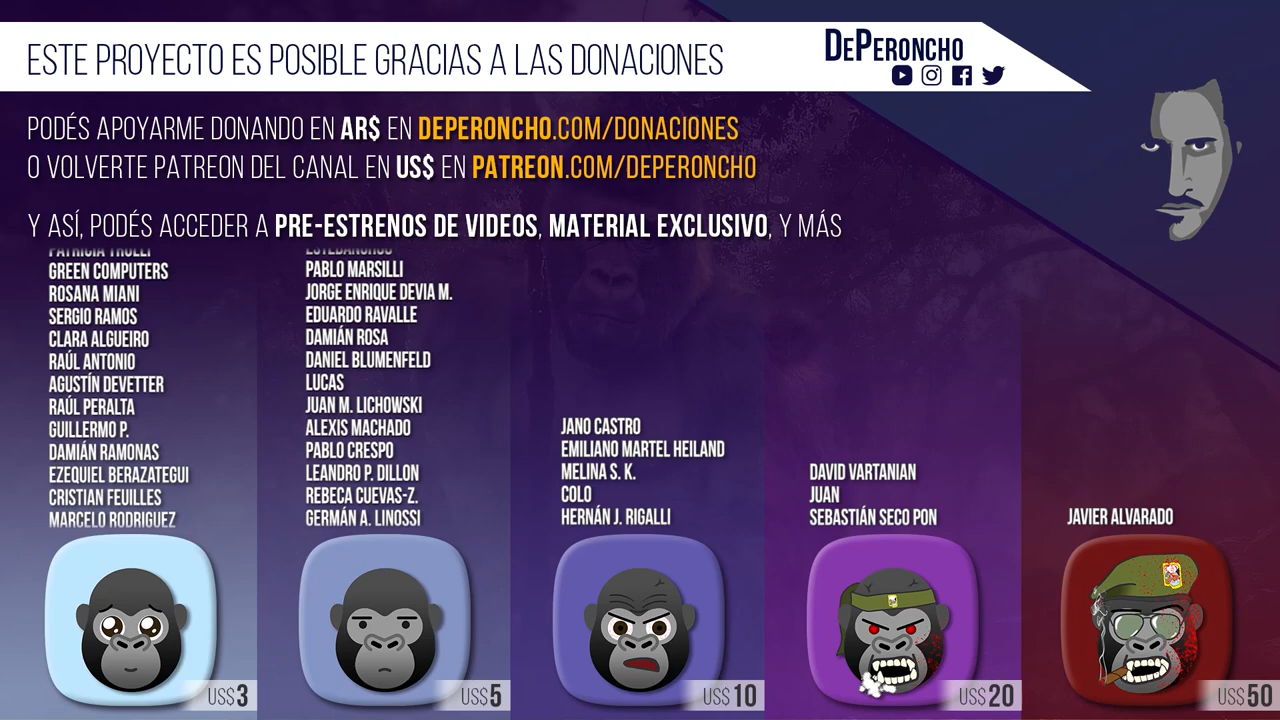 ESTE PROYECTO ES POSIBLE GRACIAS A LAS DONACIONES
DEPERONCHO
PODÉS APOYARME DONANDO EN AR$ EN DEPERONCHO.COM/DONACIONES
O VOLVERTE PATREON DEL CANAL EN US$ EN PATREON.COM/DEPERONCHO
Y ASÍ, PODÉS ACCEDER A PRE-ESTRENOS DE VIDEOS, MATERIAL EXCLUSIVO, Y MÁS
GREEN COMPUTERS
ROSANA MIANI
SERGIO RAMOS
CLARA ALGUEIRO
RAÚL ANTONIO
AGUSTÍN DEVETTER
RAÚL PERALTA
GUILLERMO P.
DAMIÁN RAMONAS
EZEQUIEL BERAZATEGUI
CRISTIAN FEUILLES
MARCELO RODRIGUEZ
US$3
PABLO MARSILLI
JORGE ENRIQUE DEVIA M.
EDUARDO RAVALLE
DAMIÁN ROSA
DANIEL BLUMENFELD
LUCAS
JUAN M. LICHOWSKI
ALEXIS MACHADO
PABLO CRESPO
LEANDRO P. DILLON
REBECA CUEVAS-Z.
GERMÁN A. LINOSSI
US$5
JANO CASTRO
EMILIANO MARTEL HEILAND
MELINA S. K.
COLO
HERNÁN J. RIGALLI
US$10
DAVID VARTANIAN
JUAN
SEBASTIÁN SECO PON
US$20
JAVIER ALVARADO
US$50